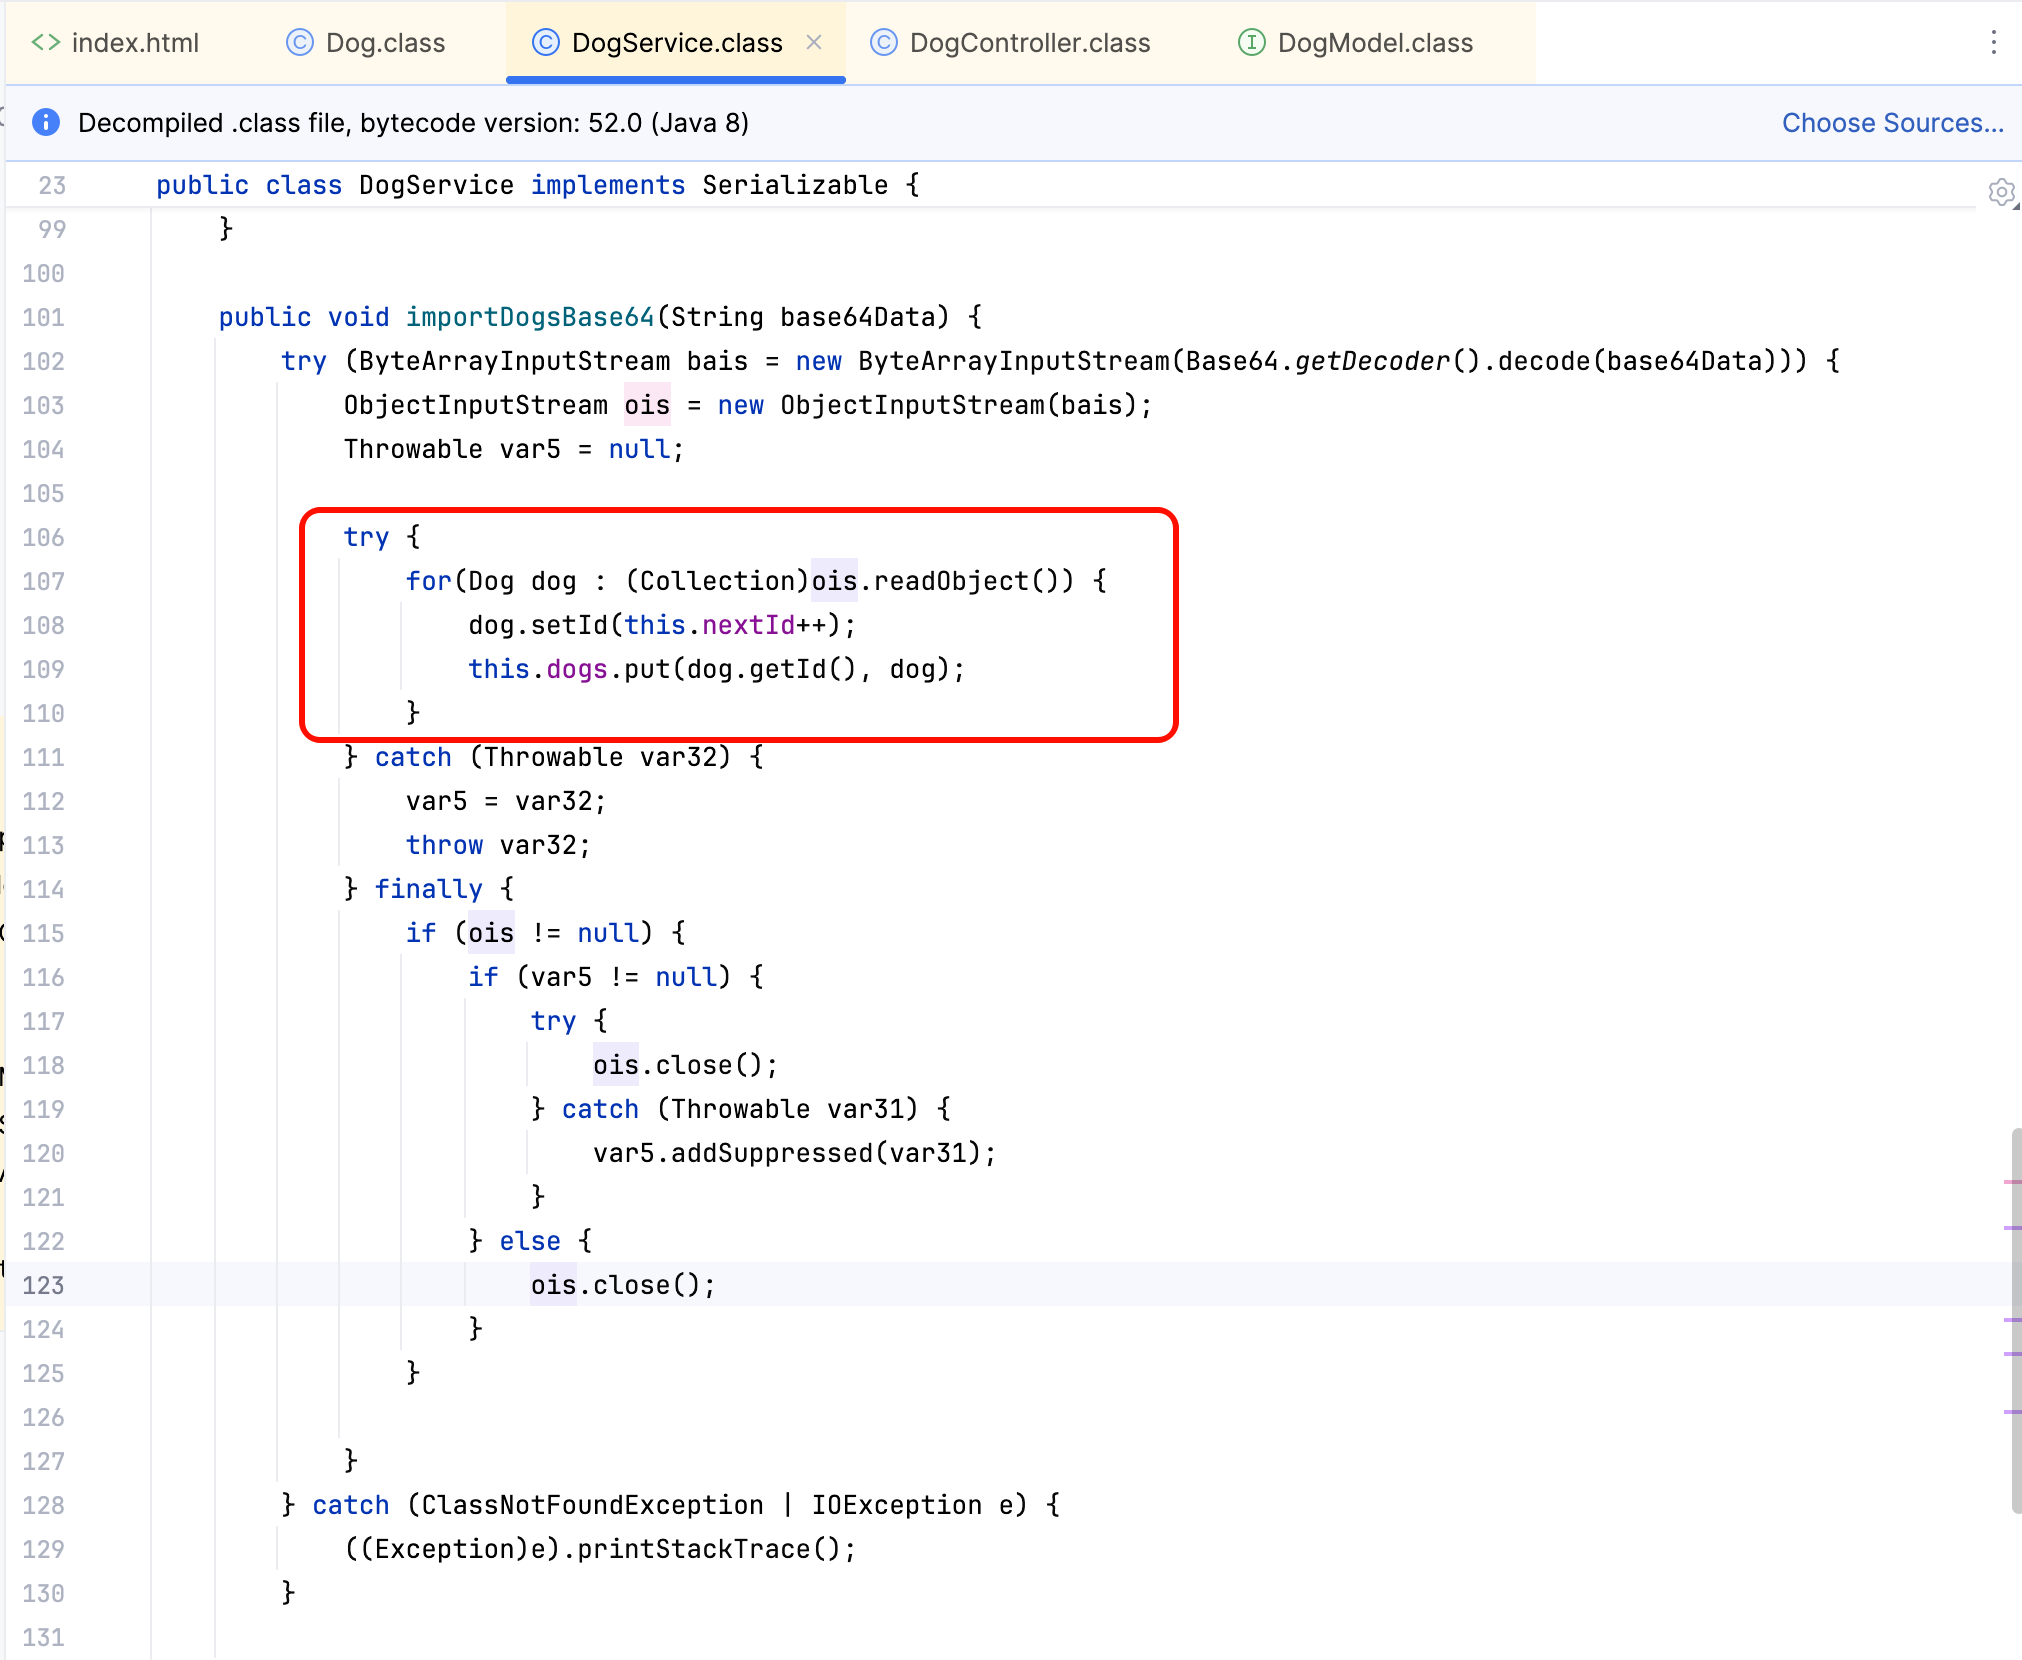 index.html Dog.class DogService.class DogController.class DogModel.class
Decompiled .class file, bytecode version: 52.0 (Java 8) Choose Sources...
23 public class DogService implements Serializable {
99 }
100
101 public void importDogsBase64(String base64Data) {
102 try (ByteArrayInputStream bais = new ByteArrayInputStream(Base64.getDecoder().decode(base64Data))) {
103 ObjectInputStream ois = new ObjectInputStream(bais);
104 Throwable var5 = null;
105
106 try {
107 for(Dog dog : (Collection)ois.readObject()) {
108 dog.setId(this.nextId++);
109 this.dogs.put(dog.getId(), dog);
110 }
111 } catch (Throwable var32) {
112 var5 = var32;
113 throw var32;
114 } finally {
115 if (ois != null) {
116 if (var5 != null) {
117 try {
118 ois.close();
119 } catch (Throwable var31) {
120 var5.addSuppressed(var31);
121 }
122 } else {
123 ois.close();
124 }
125 }
126
127 }
128 } catch (ClassNotFoundException | IOException e) {
129 ((Exception)e).printStackTrace();
130 }
131